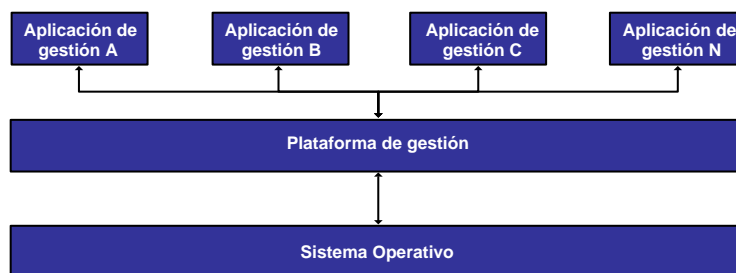 Aplicación de
gestión A
Aplicación de
gestión B
Aplicación de
gestión C
Aplicación de
gestión N
Plataforma de gestión
Sistema Operativo